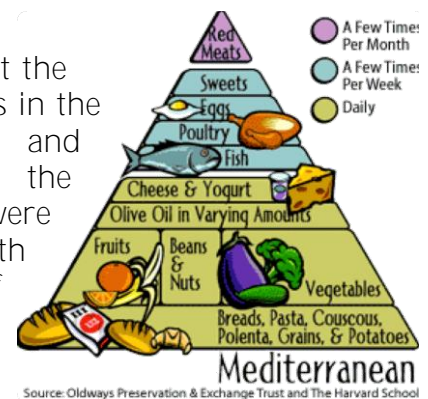 t the
s in the
and
the
were
th
Red
Meats
Sweets
Eggs
Poultry
Fish
Cheese & Yogurt
Olive Oil in Varying Amounts
Fruits
Beans
&
Nuts
Vegetables
Breads, Pasta, Couscous,
Polenta, Grains, & Potatoes
A Few Times
Per Month
A Few Times
Per Week
Daily
Mediterranean
Source: Oldways Preservation & Exchange Trust and The Harvard School